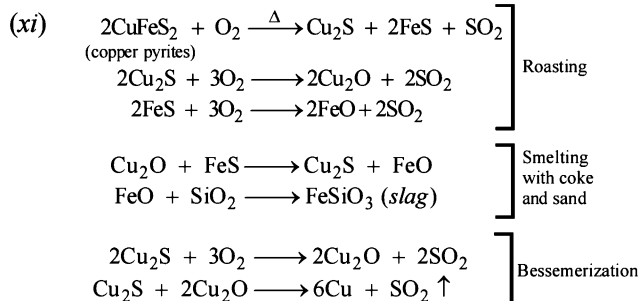 (xi) 2CuFeS₂ + O₂ —Δ→ Cu₂S + 2FeS + SO₂
(copper pyrites)
2Cu₂S + 3O₂ ⟶ 2Cu₂O + 2SO₂
2FeS + 3O₂ ⟶ 2FeO + 2SO₂
Roasting
Cu₂O + FeS ⟶ Cu₂S + FeO
FeO + SiO₂ ⟶ FeSiO₃ (slag)
Smelting
with coke
and sand
2Cu₂S + 3O₂ ⟶ 2Cu₂O + 2SO₂
Cu₂S + 2Cu₂O ⟶ 6Cu + SO₂ ↑
Bessemerization